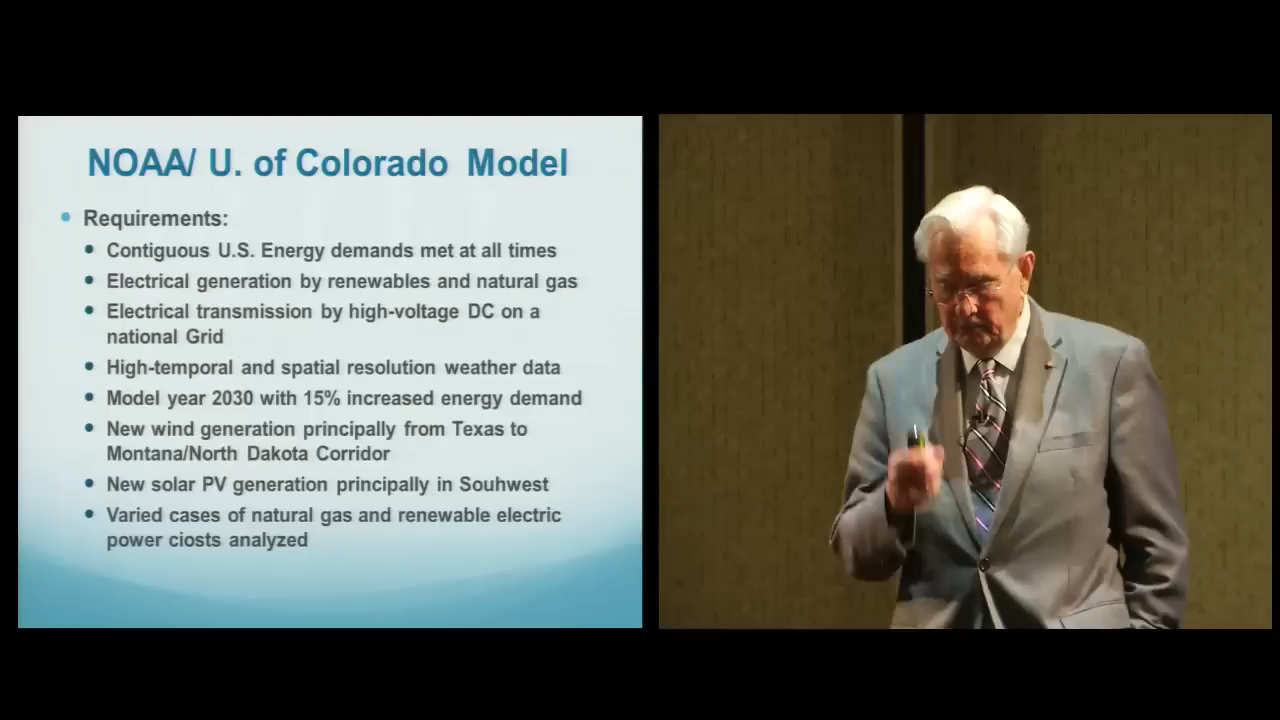 NOAA/ U. of Colorado Model
Requirements:
Contiguous U.S. Energy demands met at all times
Electrical generation by renewables and natural gas
Electrical transmission by high-voltage DC on a
national Grid
High-temporal and spatial resolution weather data
Model year 2030 with 15% increased energy demand
New wind generation principally from Texas to
Montana/North Dakota Corridor
New solar PV generation principally in Souhwest
Varied cases of natural gas and renewable electric
power ciosts analyzed